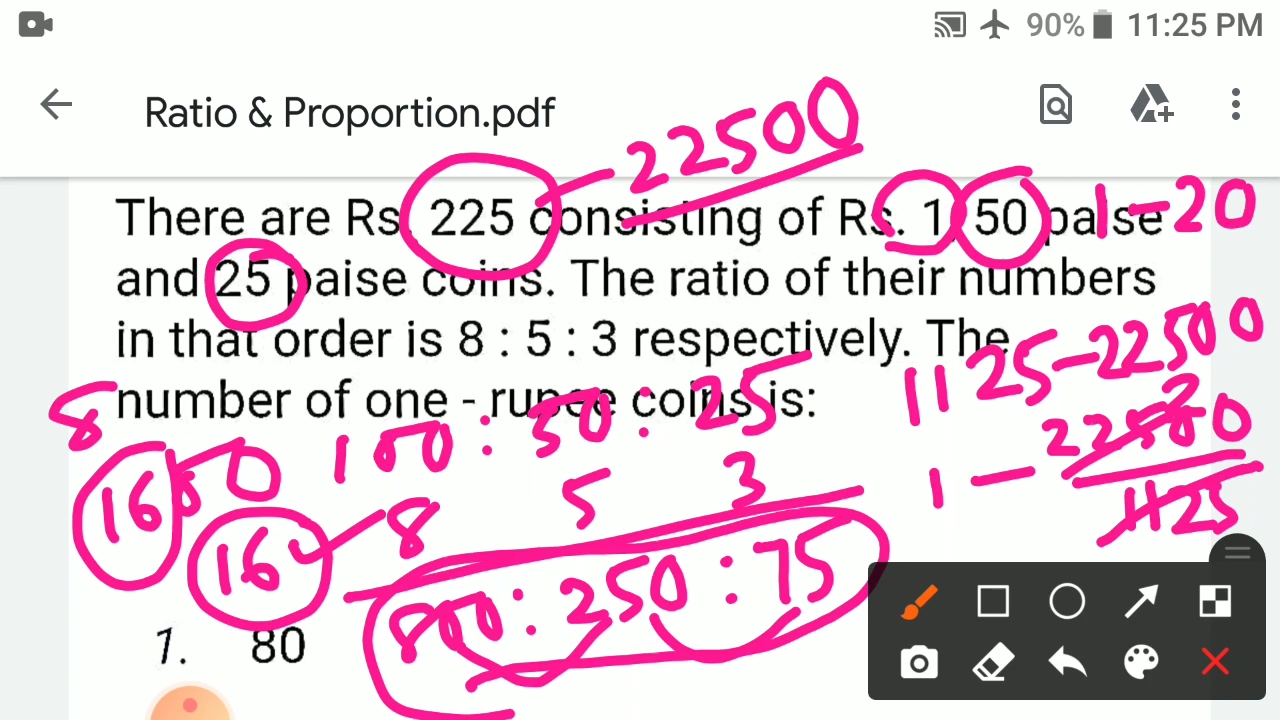 90% 11:25 PM
Ratio & Proportion.pdf
22500
There are Rs. 225 consisting of Rs. 1 50 paise
1-20
and 25 paise coins. The ratio of their numbers
in that order is 8 : 5 : 3 respectively. The
1125-22500
number of one - rupee coins is:
8
100 : 50 : 25
1 - 22500
20
1125
160
160
8 5 3
800 : 250 : 75
1. 80